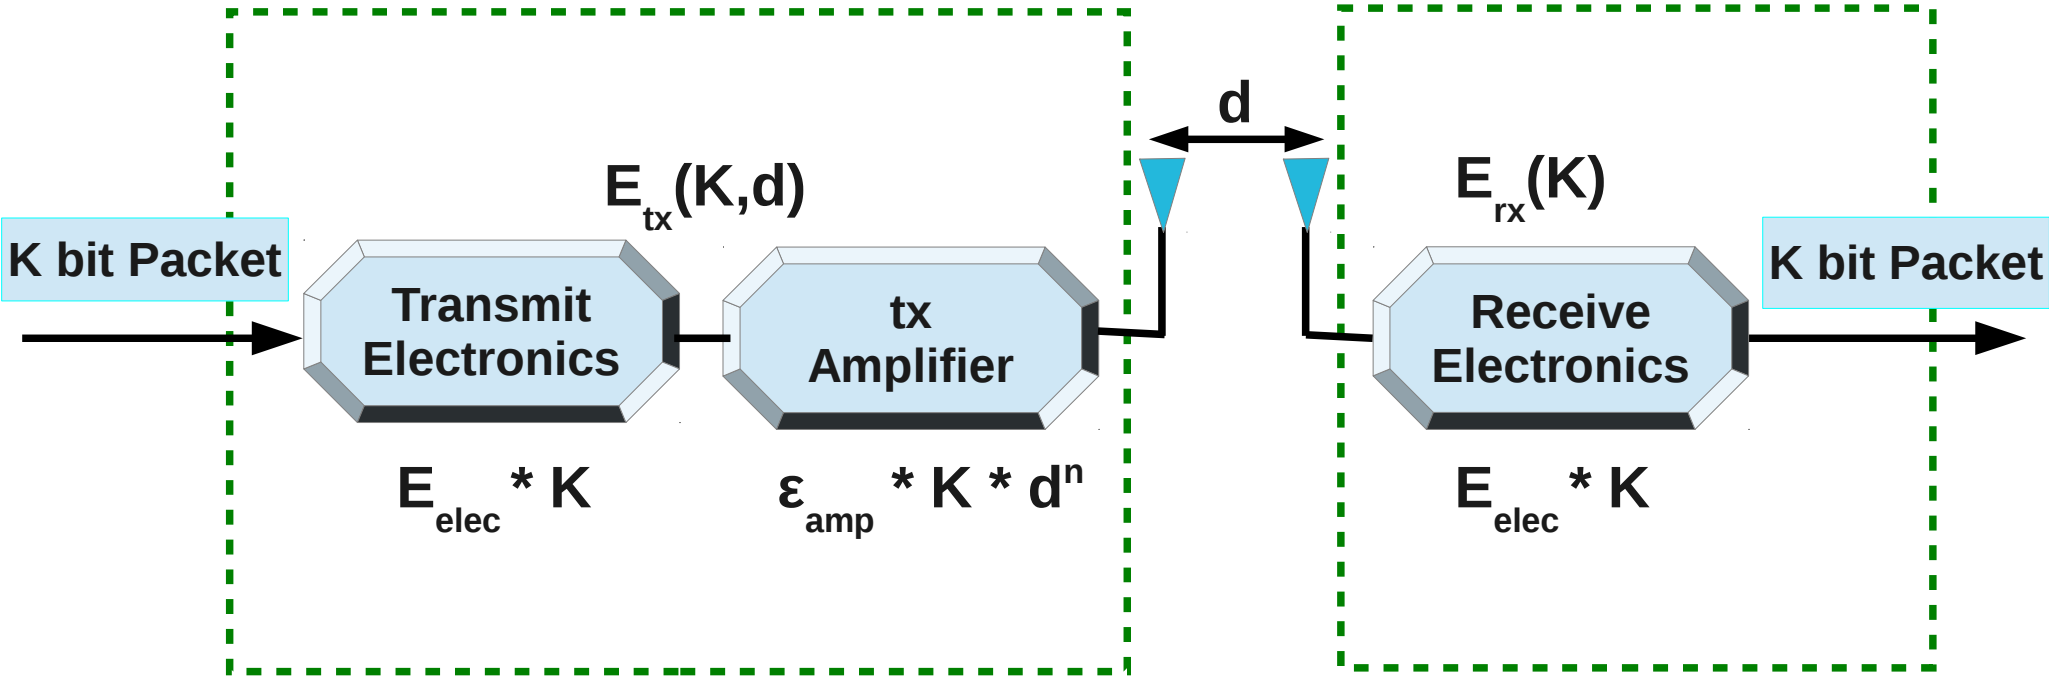 d
E_tx(K,d)
E_rx(K)
K bit Packet
K bit Packet
Transmit
Electronics
tx
Amplifier
Receive
Electronics
E_elec * K
ε_amp * K * d^n
E_elec * K